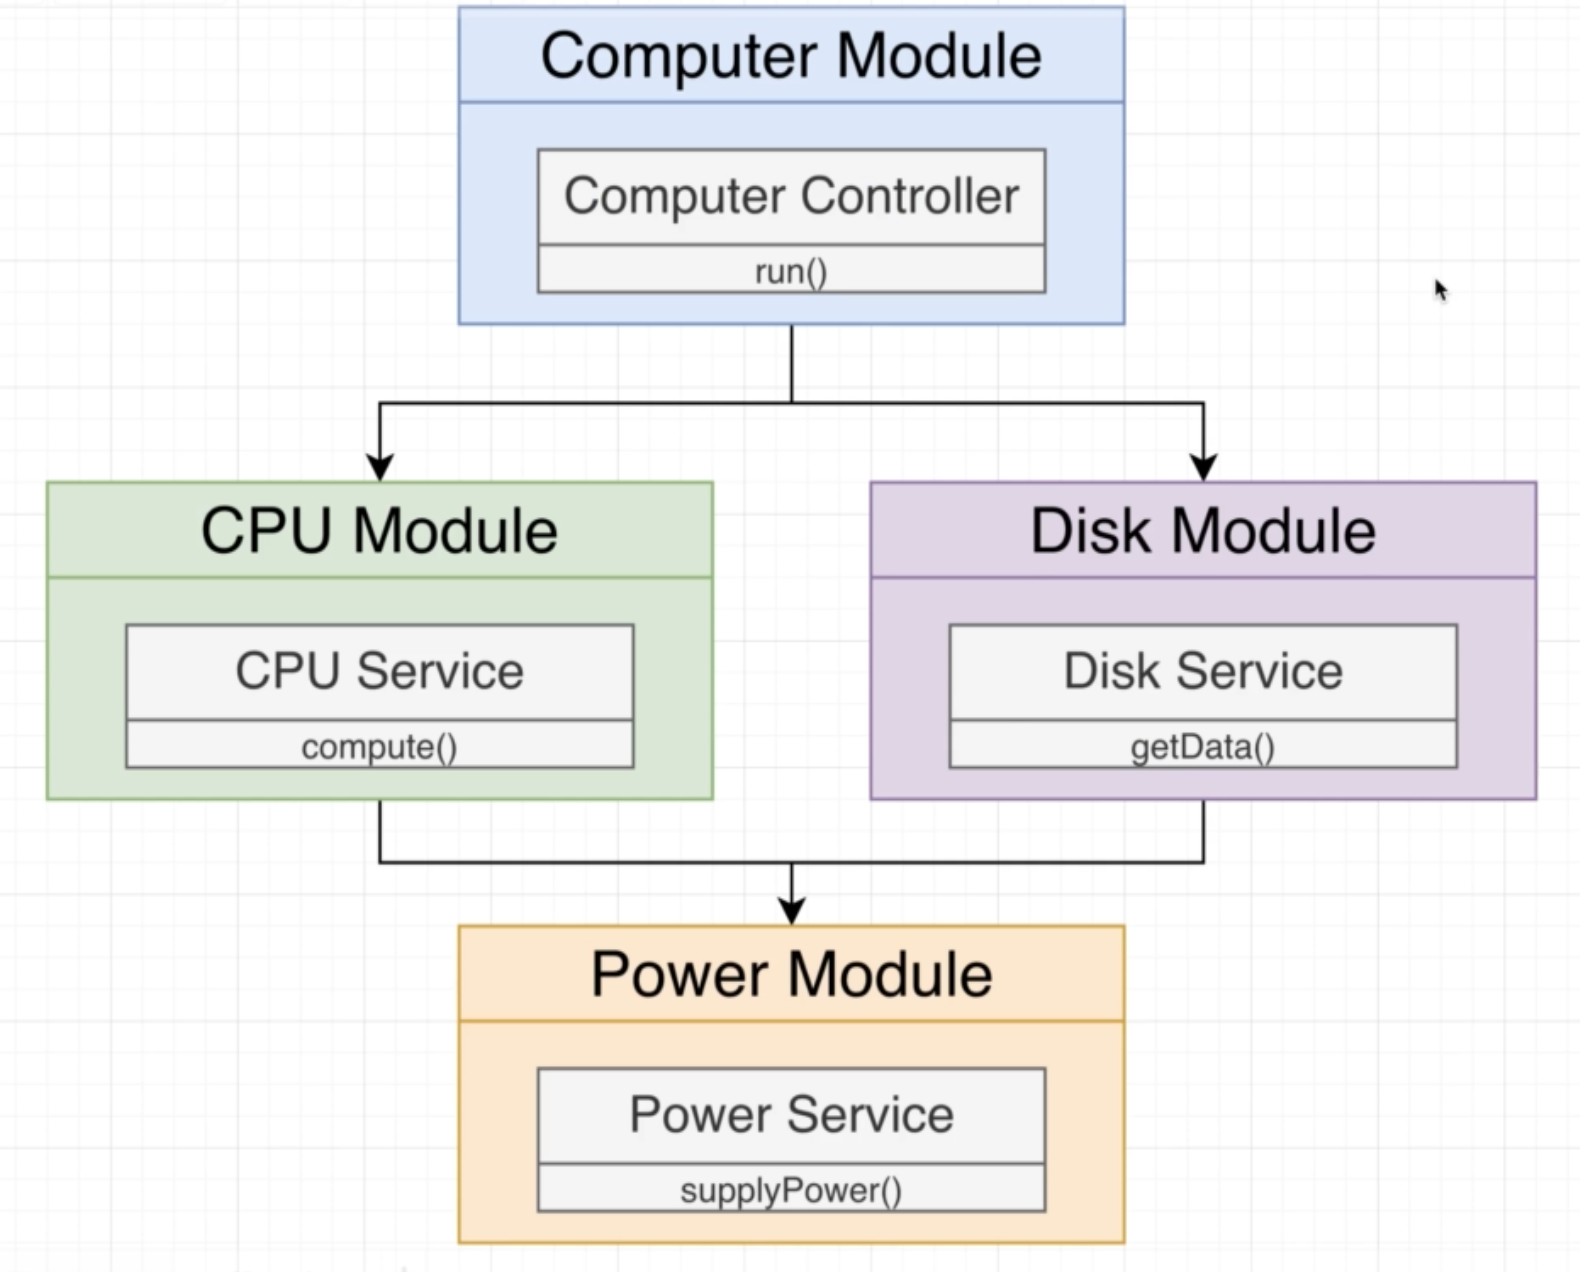 Computer Module
Computer Controller
run()
CPU Module
Disk Module
CPU Service
Disk Service
compute()
getData()
Power Module
Power Service
supplyPower()